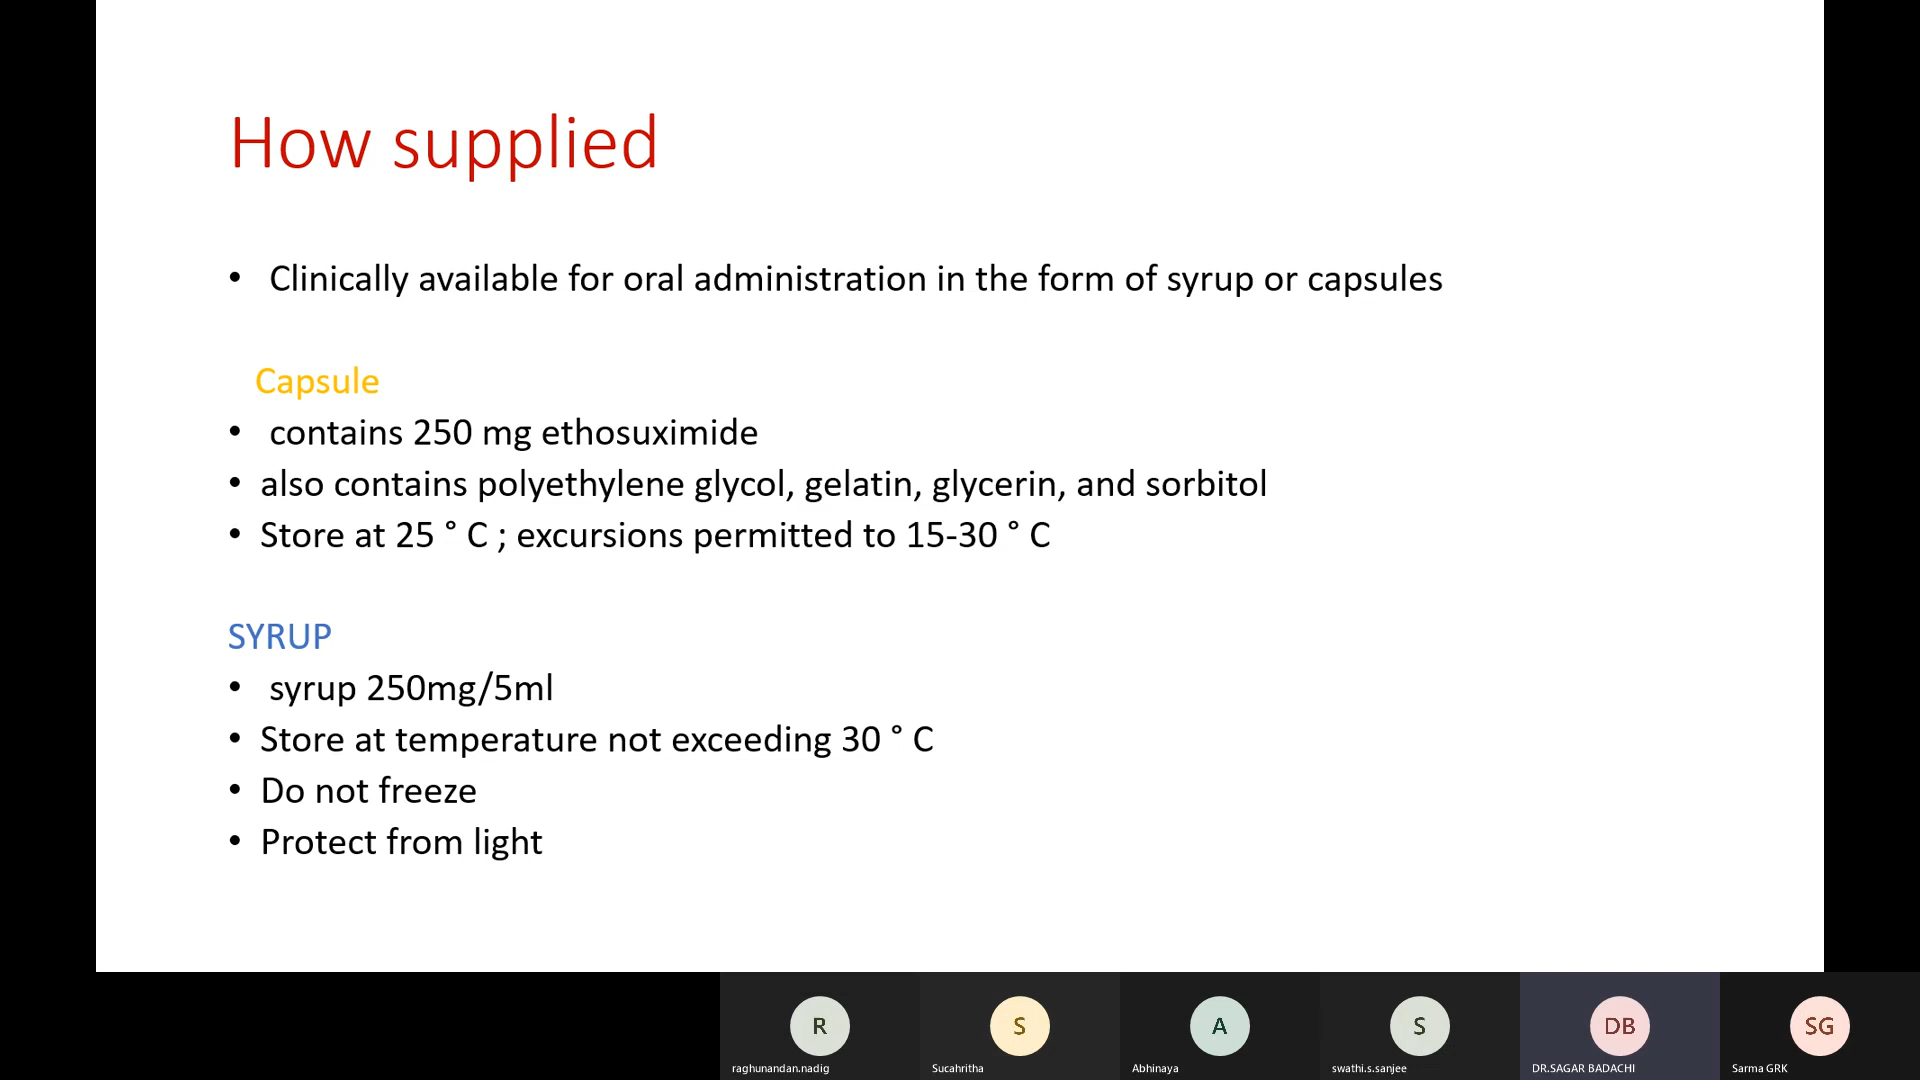 How supplied
• Clinically available for oral administration in the form of syrup or capsules
Capsule
• contains 250 mg ethosuximide
• also contains polyethylene glycol, gelatin, glycerin, and sorbitol
• Store at 25 ° C ; excursions permitted to 15-30 ° C
SYRUP
• syrup 250mg/5ml
• Store at temperature not exceeding 30 ° C
• Do not freeze
• Protect from light
R
S
A
S
DB
SG
raghunandan.nadig
Sucahritha
Abhinaya
swathi.s.sanjee
DR.SAGAR BADACHI
Sarma GRK